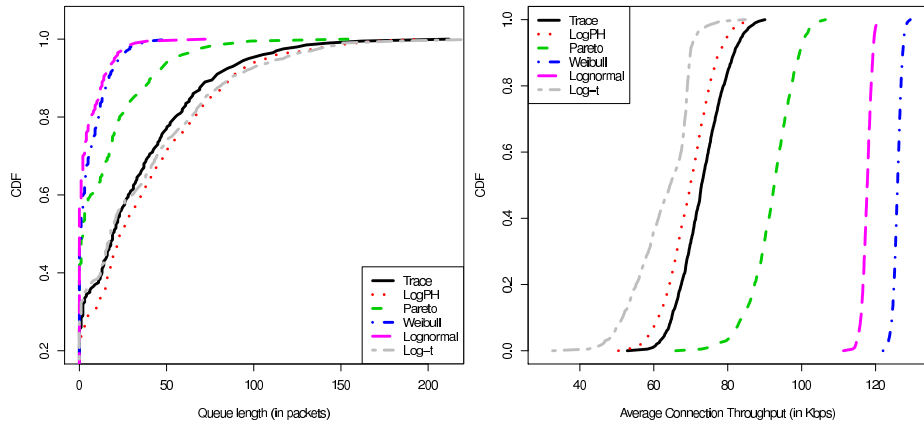 CDF
1.0
0.8
0.6
0.4
0.2
0 50 100 150 200
Queue length (in packets)
Trace
LogPH
Pareto
Weibull
Lognormal
Log−t
CDF
1.0
0.8
0.6
0.4
0.2
0.0
40 60 80 100 120
Average Connection Throughput (in Kbps)
Trace
LogPH
Pareto
Weibull
Lognormal
Log−t